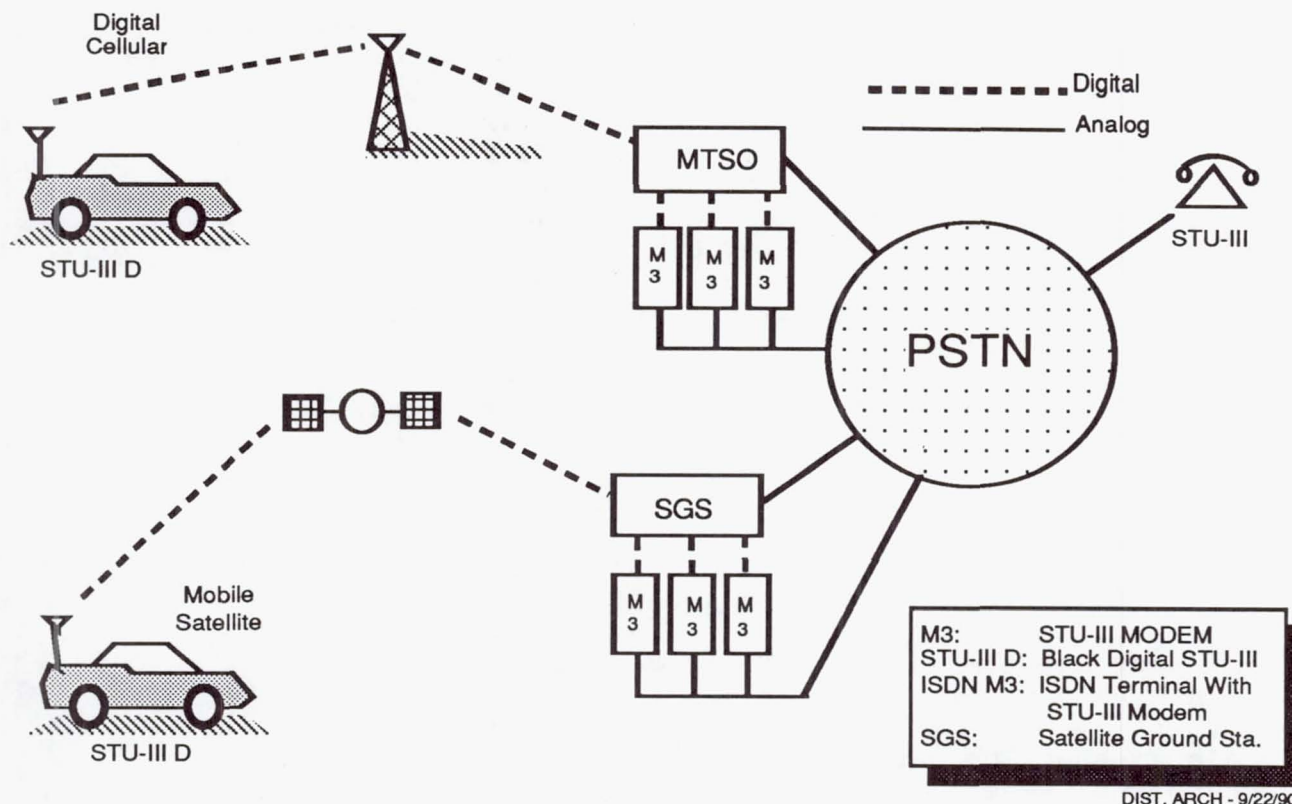 Digital
Cellular
Digital
Analog
MTSO
STU-III
STU-III D
M
3
M
3
M
3
PSTN
SGS
Mobile
Satellite
M
3
M
3
M
3
STU-III D
M3: STU-III MODEM
STU-III D: Black Digital STU-III
ISDN M3: ISDN Terminal With
STU-III Modem
SGS: Satellite Ground Sta.
DIST. ARCH - 9/22/90